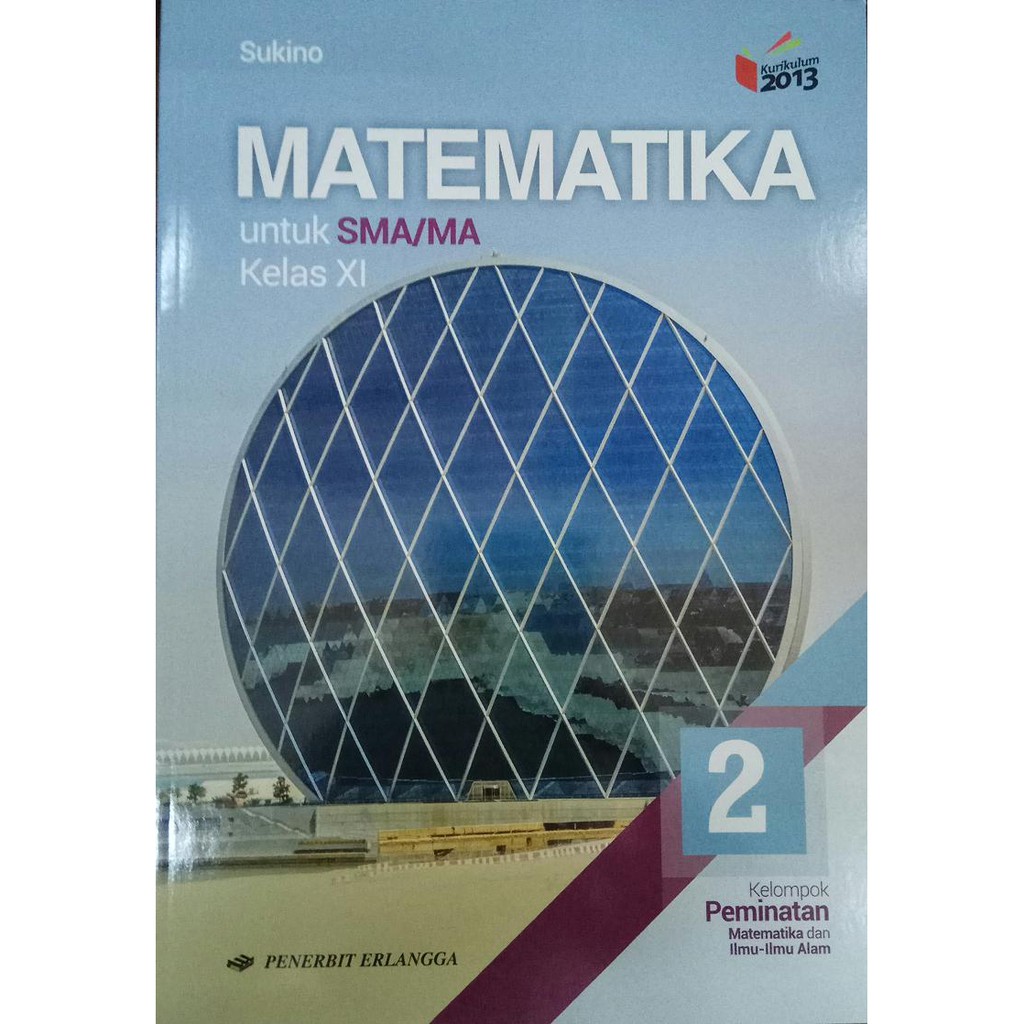 Sukino
Kurikulum
2013
MATEMATIKA
untuk SMA/MA
Kelas XI
2
Kelompok
Peminatan
Matematika dan
Ilmu-Ilmu Alam
PENERBIT ERLANGGA